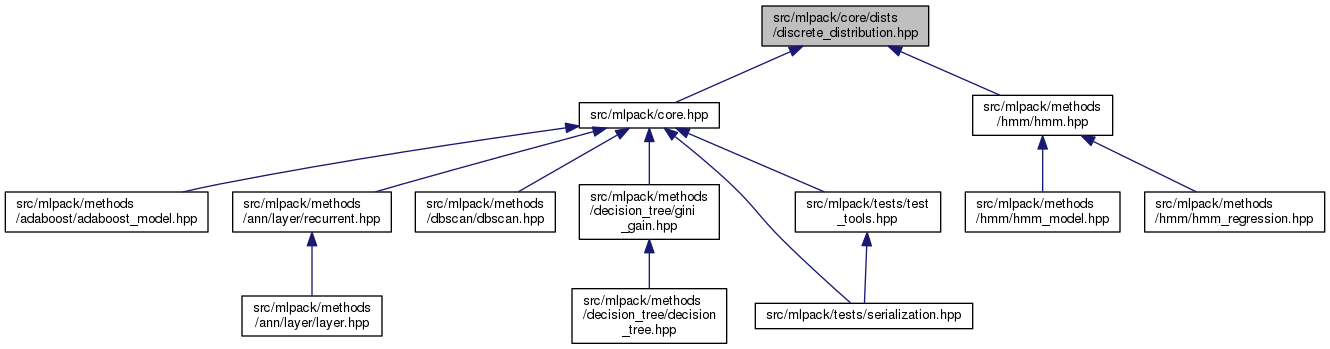 src/mlpack/core/dists
/discrete_distribution.hpp
src/mlpack/core.hpp
src/mlpack/methods
/hmm/hmm.hpp
src/mlpack/methods
/adaboost/adaboost_model.hpp
src/mlpack/methods
/ann/layer/recurrent.hpp
src/mlpack/methods
/dbscan/dbscan.hpp
src/mlpack/methods
/decision_tree/gini
_gain.hpp
src/mlpack/tests/test
_tools.hpp
src/mlpack/methods
/hmm/hmm_model.hpp
src/mlpack/methods
/hmm/hmm_regression.hpp
src/mlpack/methods
/ann/layer/layer.hpp
src/mlpack/methods
/decision_tree/decision
_tree.hpp
src/mlpack/tests/serialization.hpp